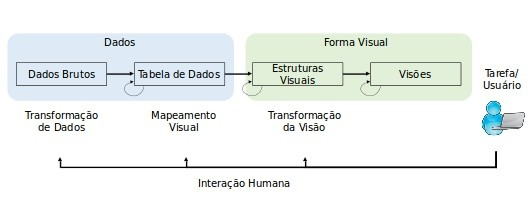 Dados
Forma Visual
Dados Brutos
Tabela de Dados
Estruturas
Visuais
Visões
Tarefa/
Usuário
Transformação
de Dados
Mapeamento
Visual
Transformação
da Visão
Interação Humana